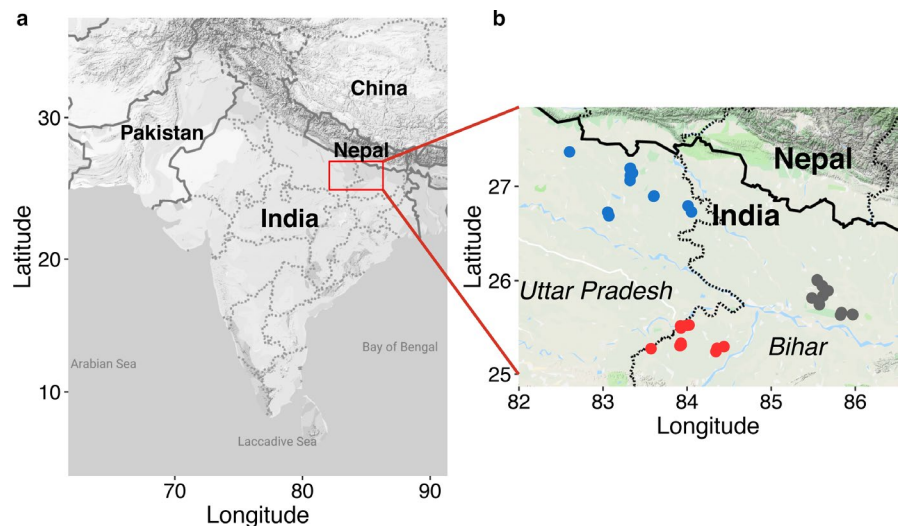 a
China
Pakistan
Nepal
India
Arabian Sea
Bay of Bengal
Laccadive Sea
30
20
10
Latitude
70
80
90
Longitude
b
Nepal
India
Uttar Pradesh
Bihar
27
26
25
Latitude
82
83
84
85
86
Longitude